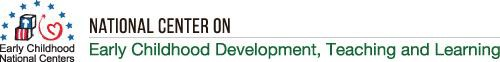 Early Childhood
National Centers
NATIONAL CENTER ON
Early Childhood Development, Teaching and Learning